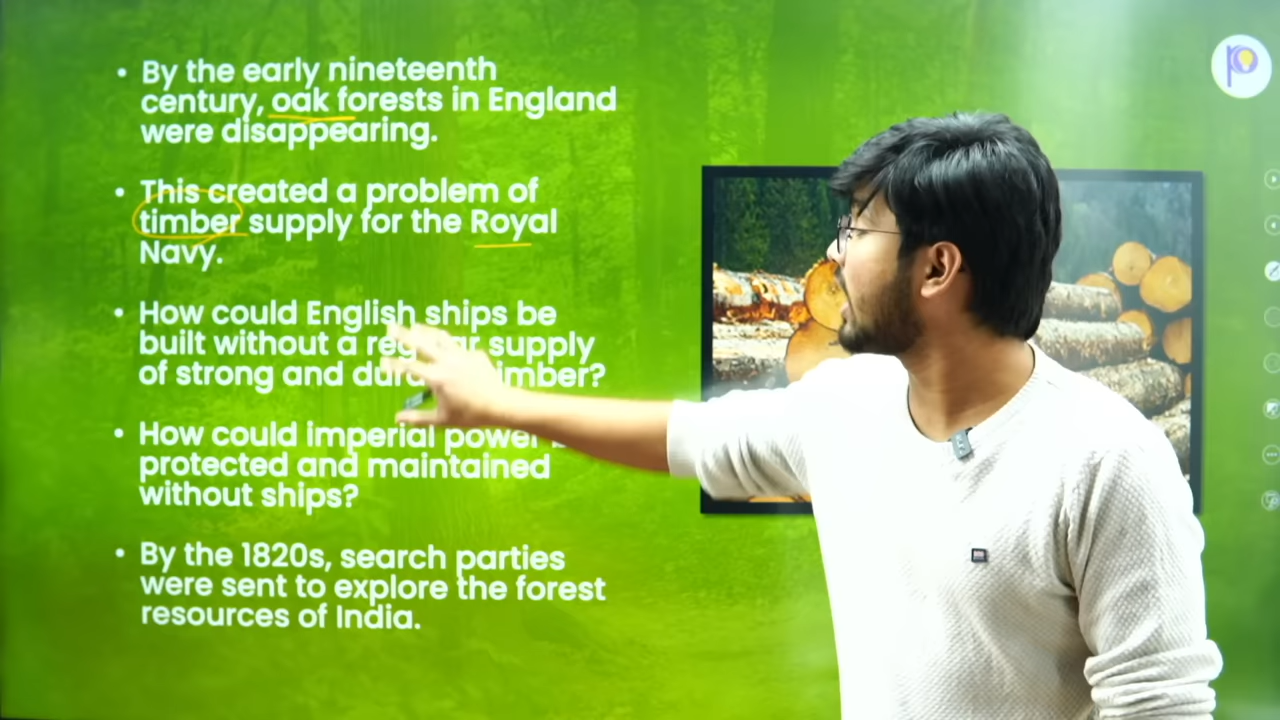 By the early nineteenth
century, oak forests in England
were disappearing.
This created a problem of
timber supply for the Royal
Navy.
How could English ships be
built without a supply
of strong and
How could imperial power
protected and maintained
without ships?
By the 1820s, search parties
were sent to explore the forest
resources of India.